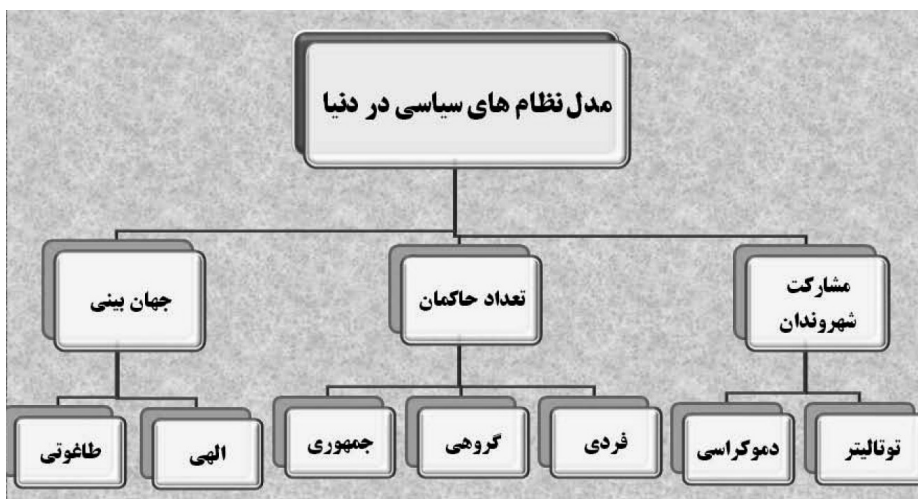 مدل نظام های سیاسی در دنیا
مشارکت
شهروندان
تعداد حاکمان
جهان بینی
توتالیتر
دموکراسی
فردی
گروهی
جمهوری
الهی
طاغوتی